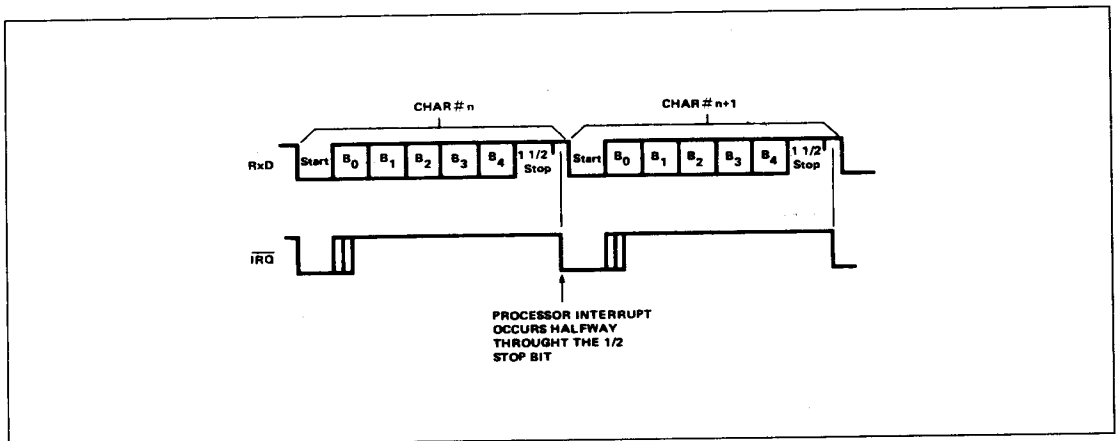 CHAR # n
CHAR # n+1
RxD
Start B0 B1 B2 B3 B4 1 1/2 Stop
Start B0 B1 B2 B3 B4 1 1/2 Stop
IRQ
PROCESSOR INTERRUPT
OCCURS HALFWAY
THROUGHT THE 1/2
STOP BIT